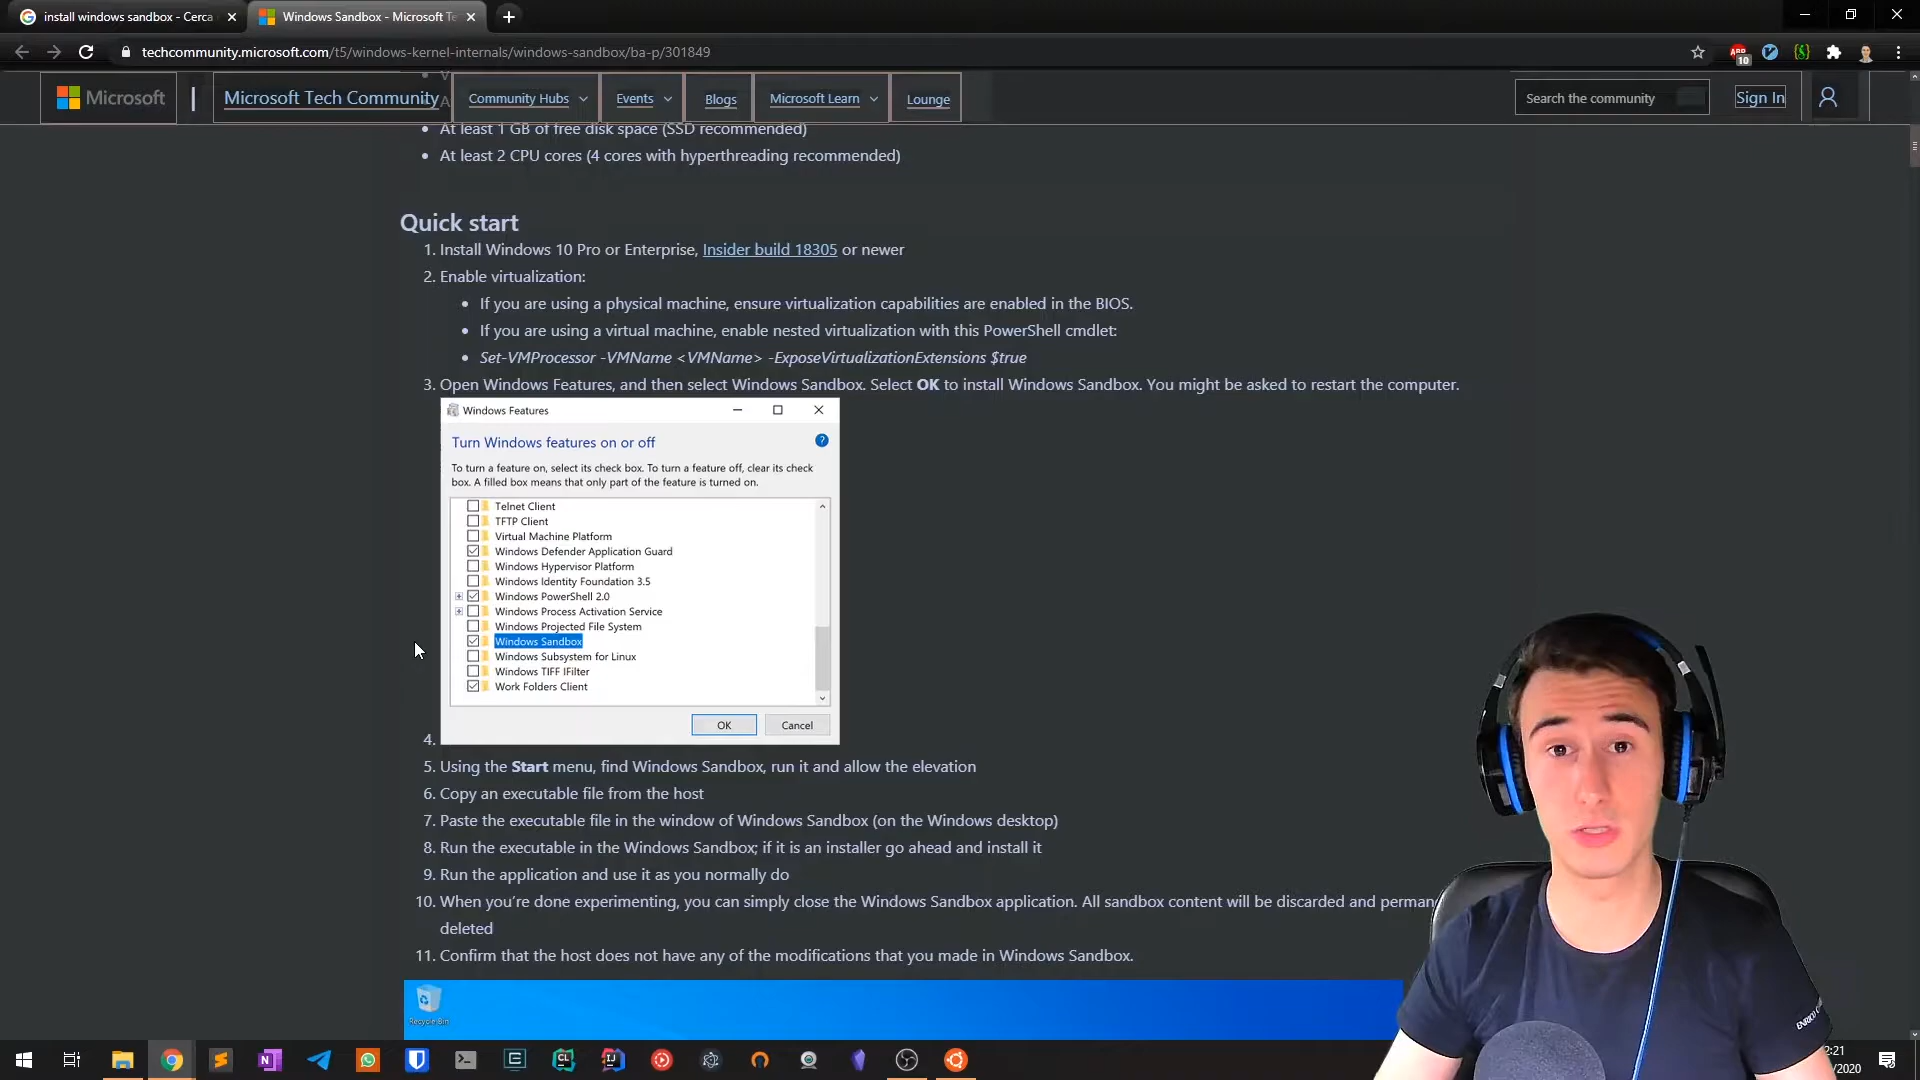 install windows sandbox - Cerca
Windows Sandbox - Microsoft Te
techcommunity.microsoft.com/t5/windows-kernel-internals/windows-sandbox/ba-p/301849
10
Microsoft
Microsoft Tech Community
Community Hubs
Events
Blogs
Microsoft Learn
Lounge
Search the community
Sign In
At least 1 GB of free disk space (SSD recommended)
At least 2 CPU cores (4 cores with hyperthreading recommended)
Quick start
1. Install Windows 10 Pro or Enterprise, Insider build 18305 or newer
2. Enable virtualization:
If you are using a physical machine, ensure virtualization capabilities are enabled in the BIOS.
If you are using a virtual machine, enable nested virtualization with this PowerShell cmdlet:
Set-VMProcessor -VMName <VMName> -ExposeVirtualizationExtensions $true
3. Open Windows Features, and then select Windows Sandbox. Select OK to install Windows Sandbox. You might be asked to restart the computer.
Windows Features
Turn Windows features on or off
To turn a feature on, select its check box. To turn a feature off, clear its check
box. A filled box means that only part of the feature is turned on.
Telnet Client
TFTP Client
Virtual Machine Platform
Windows Defender Application Guard
Windows Hypervisor Platform
Windows Identity Foundation 3.5
Windows PowerShell 2.0
Windows Process Activation Service
Windows Projected File System
Windows Sandbox
Windows Subsystem for Linux
Windows TIFF IFilter
Work Folders Client
OK
Cancel
4.
5. Using the Start menu, find Windows Sandbox, run it and allow the elevation
6. Copy an executable file from the host
7. Paste the executable file in the window of Windows Sandbox (on the Windows desktop)
8. Run the executable in the Windows Sandbox; if it is an installer go ahead and install it
9. Run the application and use it as you normally do
10. When you're done experimenting, you can simply close the Windows Sandbox application. All sandbox content will be discarded and perman
deleted
11. Confirm that the host does not have any of the modifications that you made in Windows Sandbox.
Recycle Bin
2:21
/2020